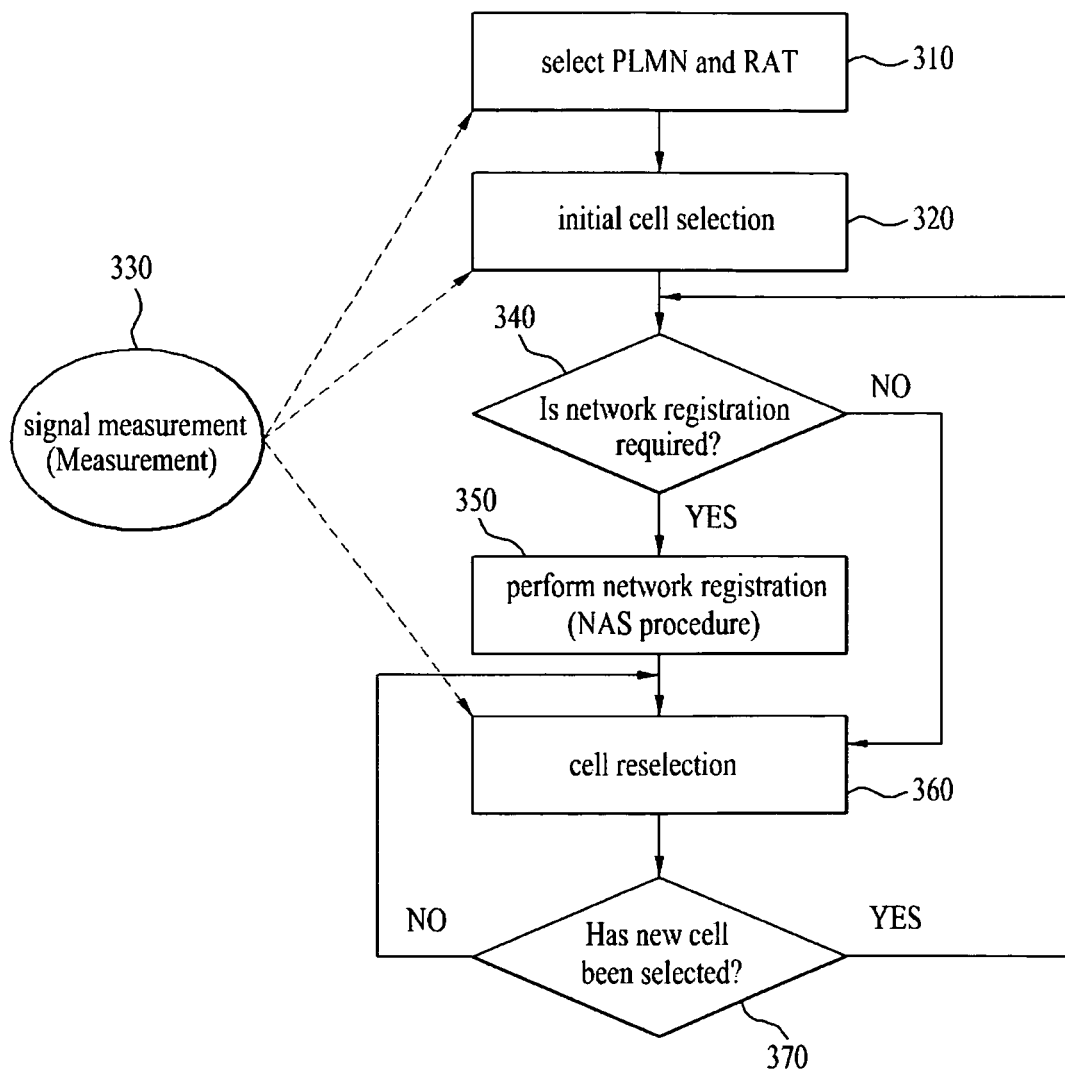 select PLMN and RAT
310
initial cell selection
320
330
signal measurement
(Measurement)
340
Is network registration
required?
NO
YES
350
perform network registration
(NAS procedure)
cell reselection
360
Has new cell
been selected?
NO
YES
370